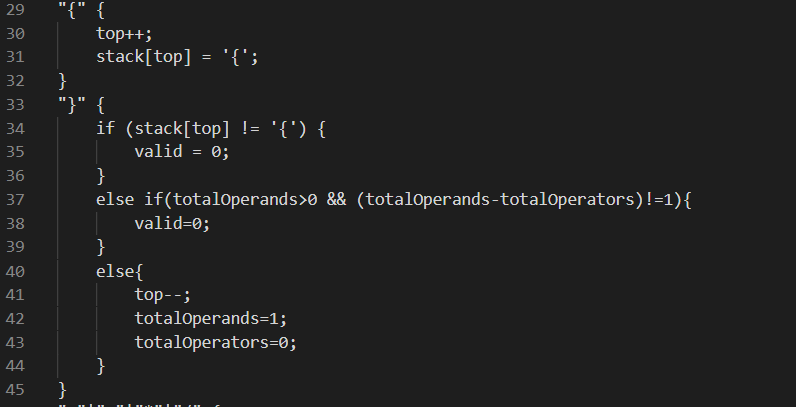 29 "{" {
30 top++;
31 stack[top] = '{';
32 }
33 "}" {
34 if (stack[top] != '{') {
35 valid = 0;
36 }
37 else if(totalOperands>0 && (totalOperands-totalOperators)!=1){
38 valid=0;
39 }
40 else{
41 top--;
42 totalOperands=1;
43 totalOperators=0;
44 }
45 }